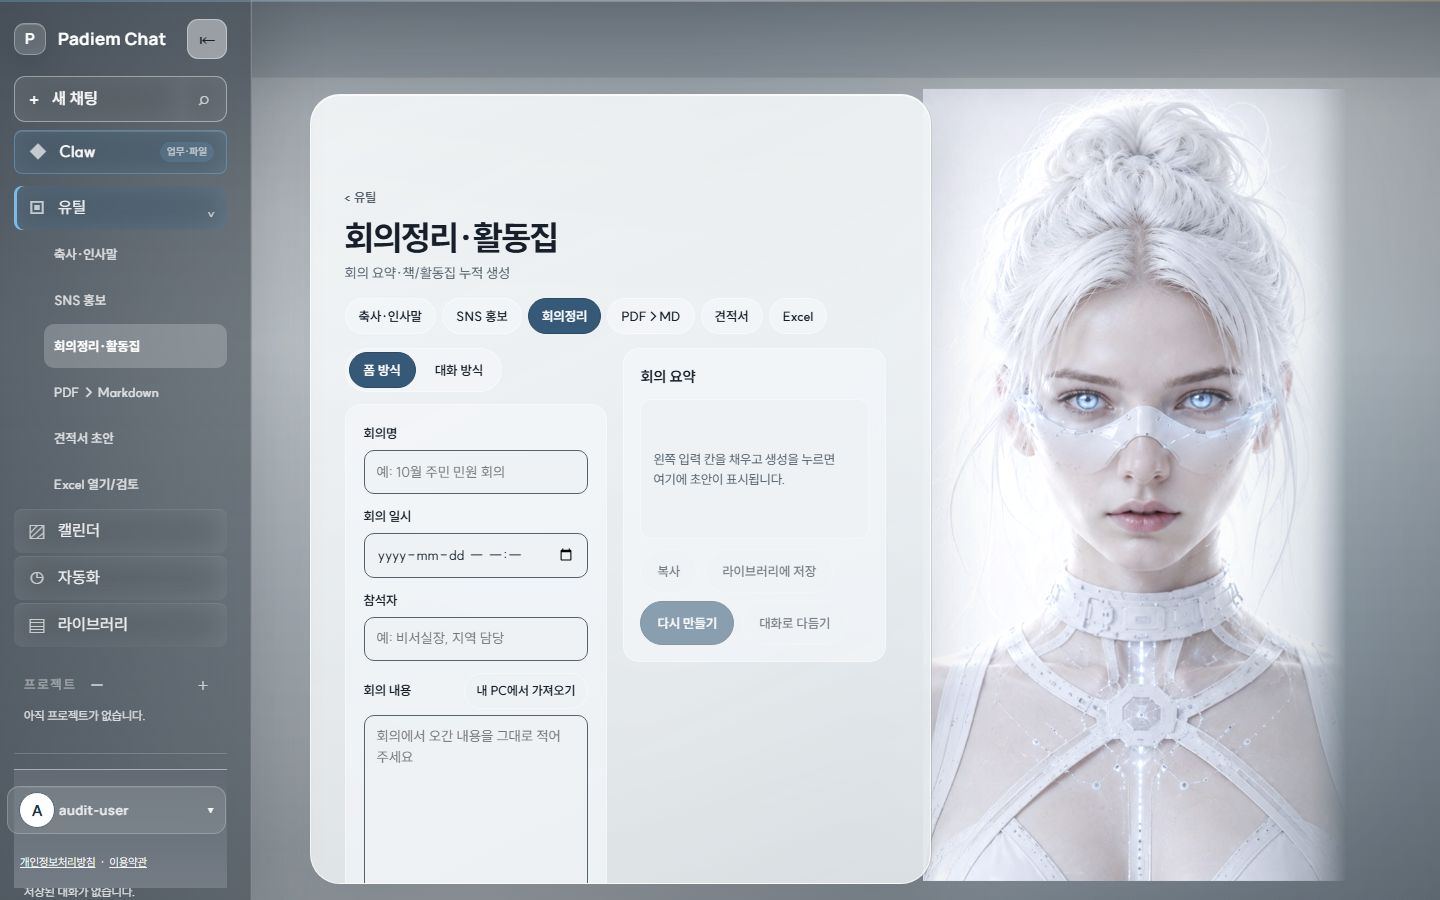 P Padiem Chat
+ 새 채팅
Claw 업무·파일
유틸
축사·인사말
SNS 홍보
회의정리·활동집
PDF > Markdown
견적서 초안
Excel 열기/검토
캘린더
자동화
라이브러리
프로젝트 — +
아직 프로젝트가 없습니다.
A audit-user
개인정보처리방침 · 이용약관
저장된 대화가 없습니다.
< 유틸
회의정리·활동집
회의 요약·책/활동집 누적 생성
축사·인사말 SNS 홍보 회의정리 PDF > MD 견적서 Excel
폼 방식 대화 방식
회의명
예: 10월 주민 민원 회의
회의 일시
yyyy-mm-dd — —:—
참석자
예: 비서실장, 지역 담당
회의 내용 내 PC에서 가져오기
회의에서 오간 내용을 그대로 적어
주세요
회의 요약
왼쪽 입력 칸을 채우고 생성을 누르면
여기에 초안이 표시됩니다.
복사 라이브러리에 저장
다시 만들기 대화로 다듬기